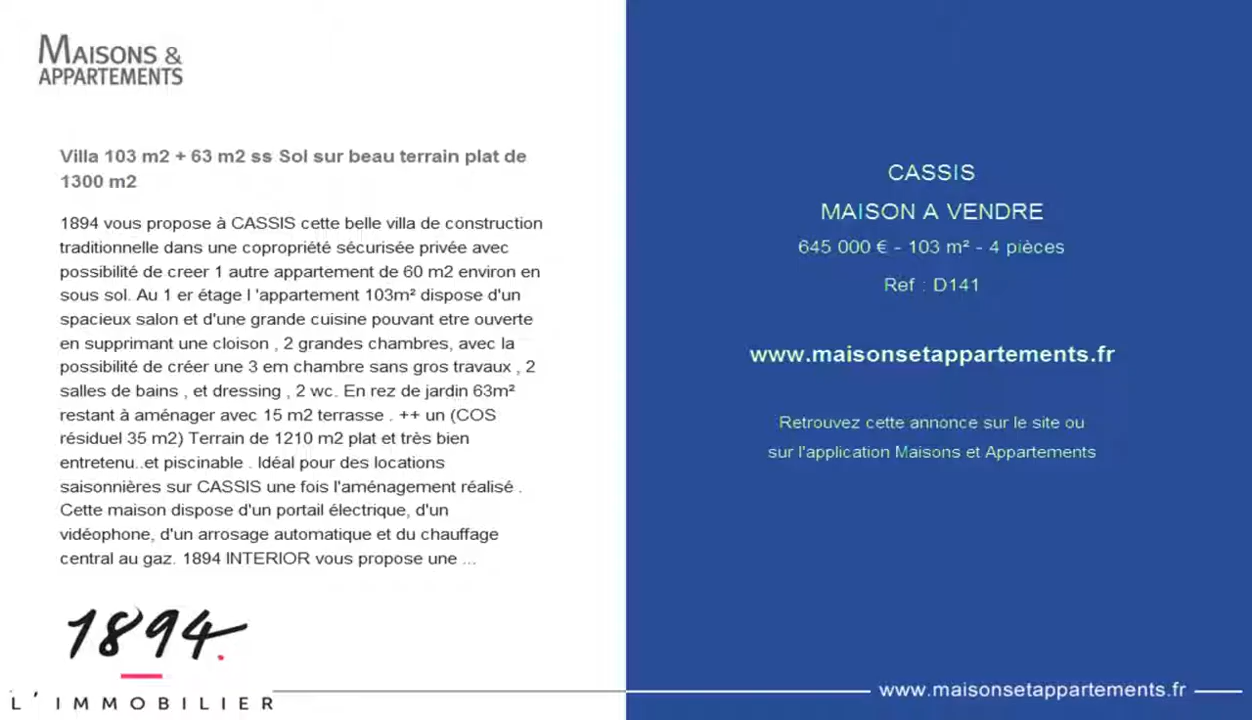 MAISONS &
APPARTEMENTS
Villa 103 m2 + 63 m2 ss Sol sur beau terrain plat de
1300 m2
1894 vous propose à CASSIS cette belle villa de construction
traditionnelle dans une copropriété sécurisée privée avec
possibilité de creer 1 autre appartement de 60 m2 environ en
sous sol. Au 1 er étage l 'appartement 103m² dispose d'un
spacieux salon et d'une grande cuisine pouvant etre ouverte
en supprimant une cloison , 2 grandes chambres, avec la
possibilité de créer une 3 em chambre sans gros travaux , 2
salles de bains , et dressing , 2 wc. En rez de jardin 63m²
restant à aménager avec 15 m2 terrasse . ++ un (COS
résiduel 35 m2) Terrain de 1210 m2 plat et très bien
entretenu..et piscinable . Idéal pour des locations
saisonnières sur CASSIS une fois l'aménagement réalisé .
Cette maison dispose d'un portail électrique, d'un
vidéophone, d'un arrosage automatique et du chauffage
central au gaz. 1894 INTERIOR vous propose une ...
1894.
L'IMMOBILIER
CASSIS
MAISON A VENDRE
645 000 € - 103 m² - 4 pièces
Ref : D141
www.maisonsetappartements.fr
Retrouvez cette annonce sur le site ou
sur l'application Maisons et Appartements
www.maisonsetappartements.fr